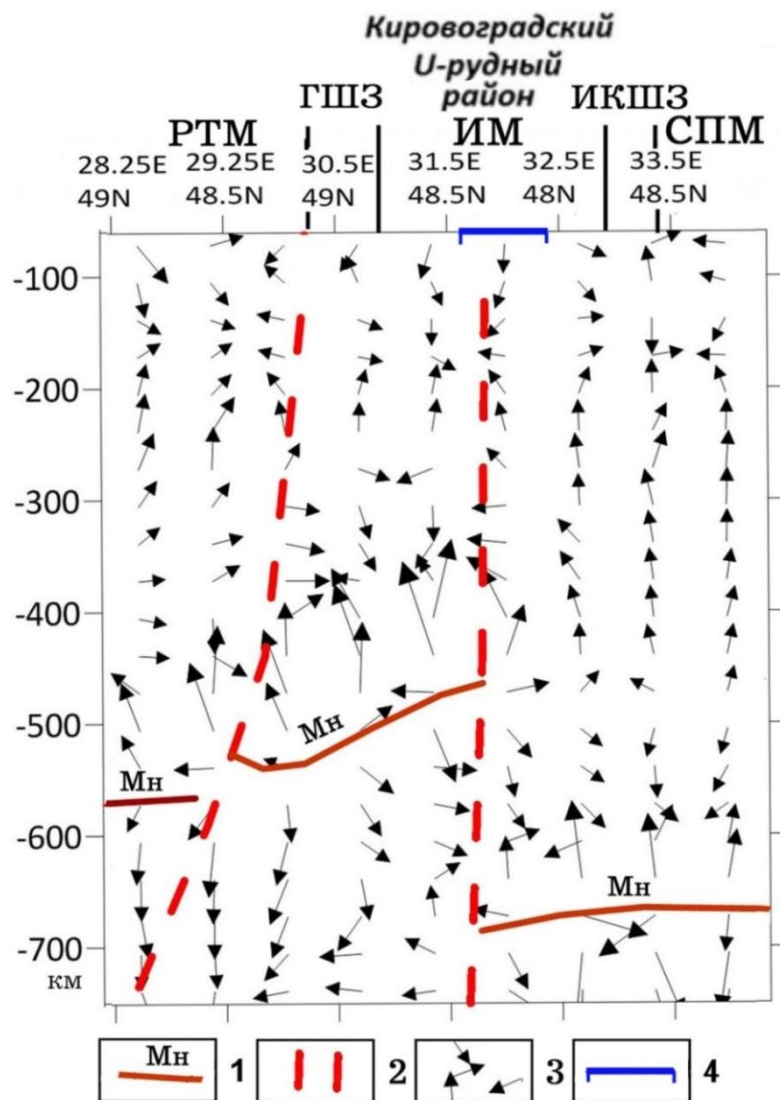 Кировоградский
U-рудный
район
ГШЗ
ИКШЗ
РТМ
ИМ
СПМ
28.25E 29.25E 30.5E 31.5E 32.5E 33.5E
49N 48.5N 49N 48.5N 48N 48.5N
-100
-200
-300
-400
-500
-600
-700
км
Мн
Мн
Мн
Мн 1 2 3 4